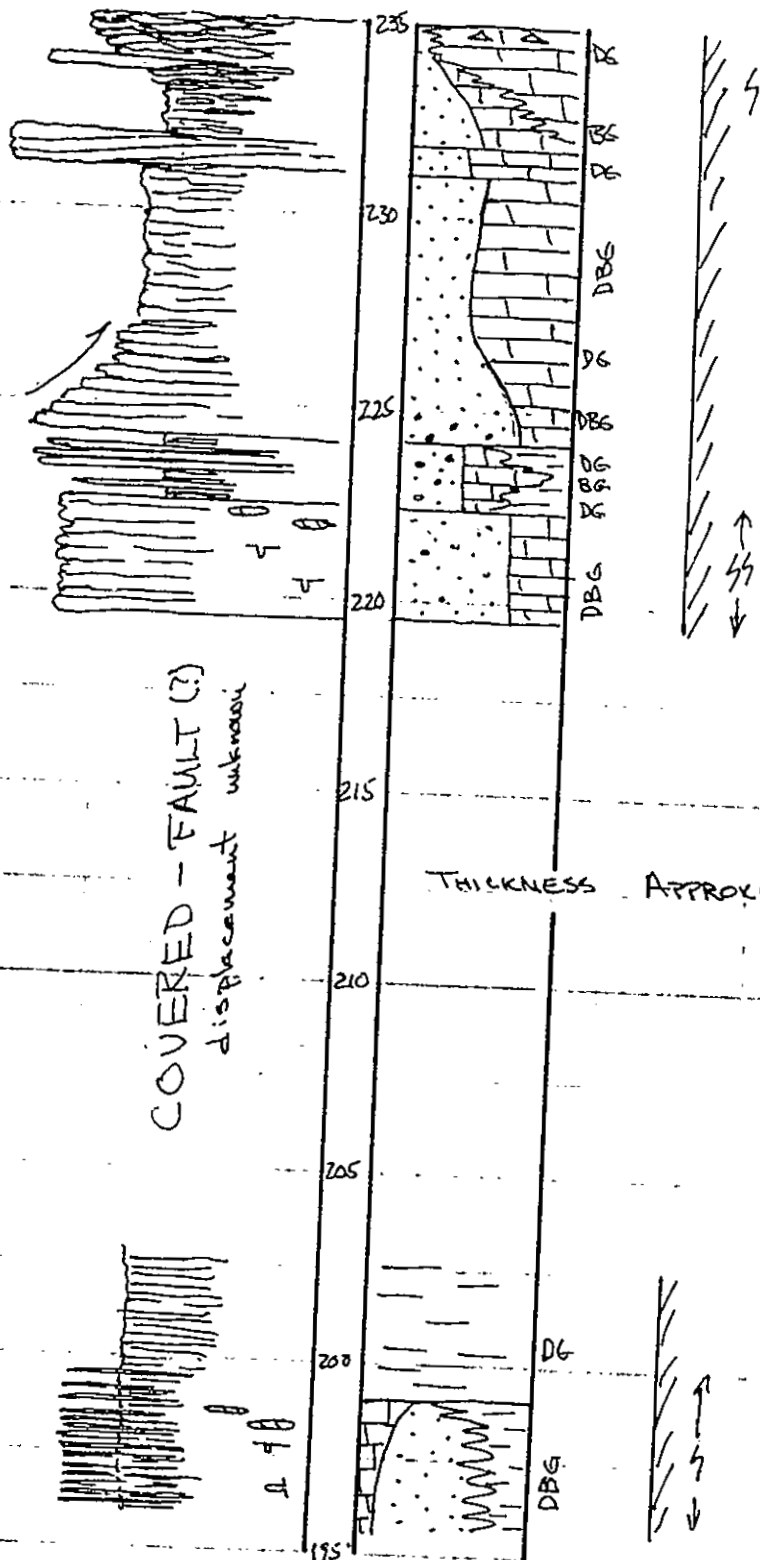 235
DG
BG
DG
230
DBG
DG
225
DBG
DG
BG
DG
220
DBG
COVERED - FAULT (?)
displacement unknown
215
THICKNESS
210
205
200
DG
DBG
195